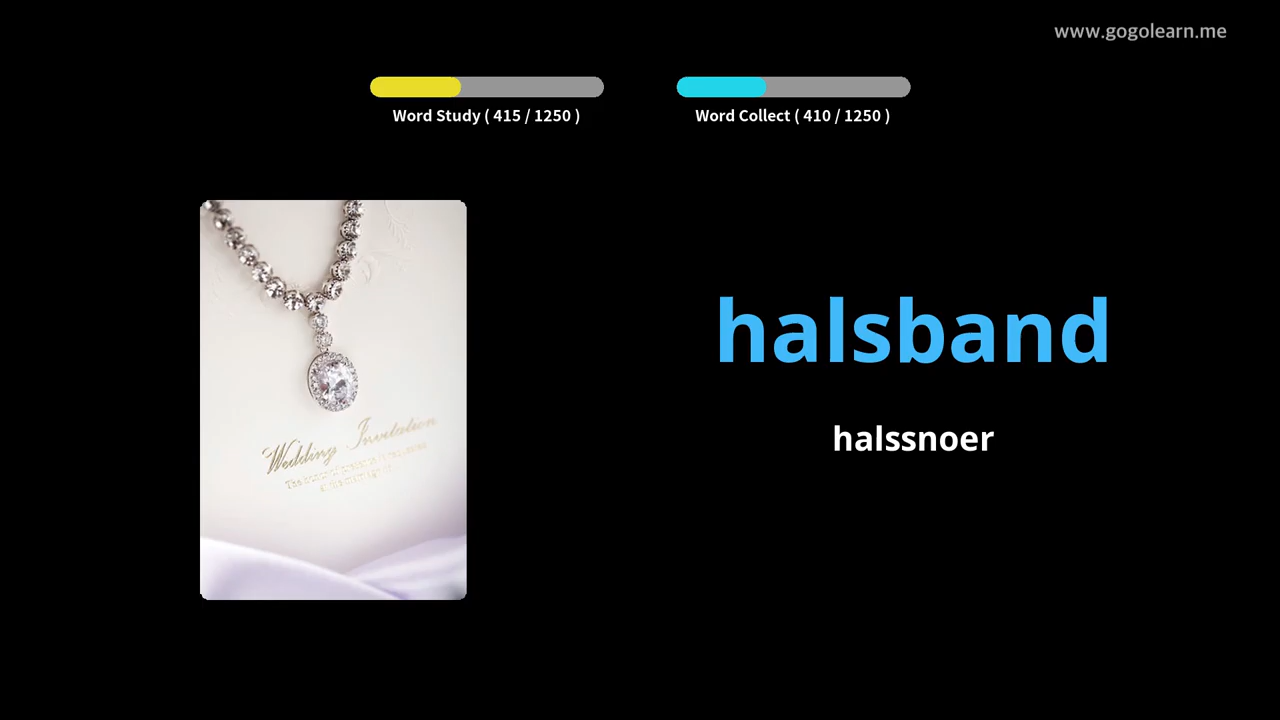 www.gogolearn.me
Word Study ( 415 / 1250 )
Word Collect ( 410 / 1250 )
halsband
halssnoer
Wedding Invitation